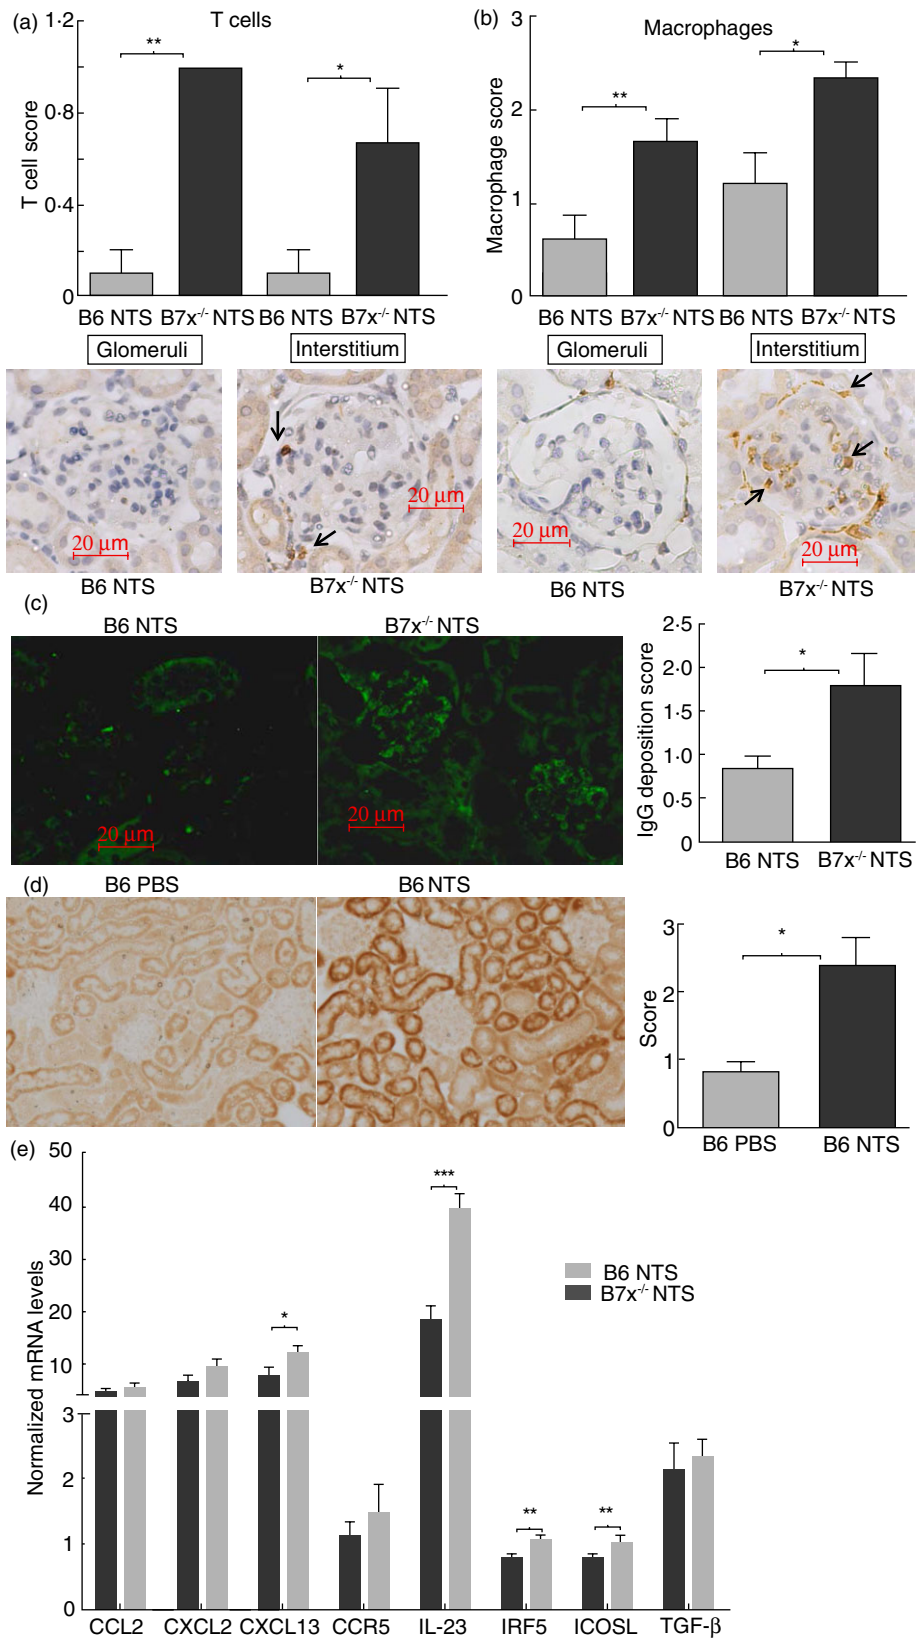 (a)
T cells
1·2
0·8
0·4
0
T cell score
**
*
B6 NTS
B7x-/- NTS
B6 NTS
B7x-/- NTS
Glomeruli
Interstitium
(b)
Macrophages
3
2
1
0
Macrophage score
**
*
B6 NTS
B7x-/- NTS
B6 NTS
B7x-/- NTS
Glomeruli
Interstitium
20 µm
20 µm
20 µm
20 µm
20 µm
B6 NTS
B7x-/- NTS
B6 NTS
B7x-/- NTS
(c)
B6 NTS
B7x-/- NTS
20 µm
20 µm
2·5
2·0
1·5
1·0
0·5
0
IgG deposition score
*
B6 NTS
B7x-/- NTS
(d)
B6 PBS
B6 NTS
3
2
1
0
Score
*
B6 PBS
B6 NTS
(e)
50
40
30
20
10
3
2
1
0
Normalized mRNA levels
*
***
**
**
B6 NTS
B7x-/- NTS
CCL2
CXCL2
CXCL13
CCR5
IL-23
IRF5
ICOSL
TGF-β